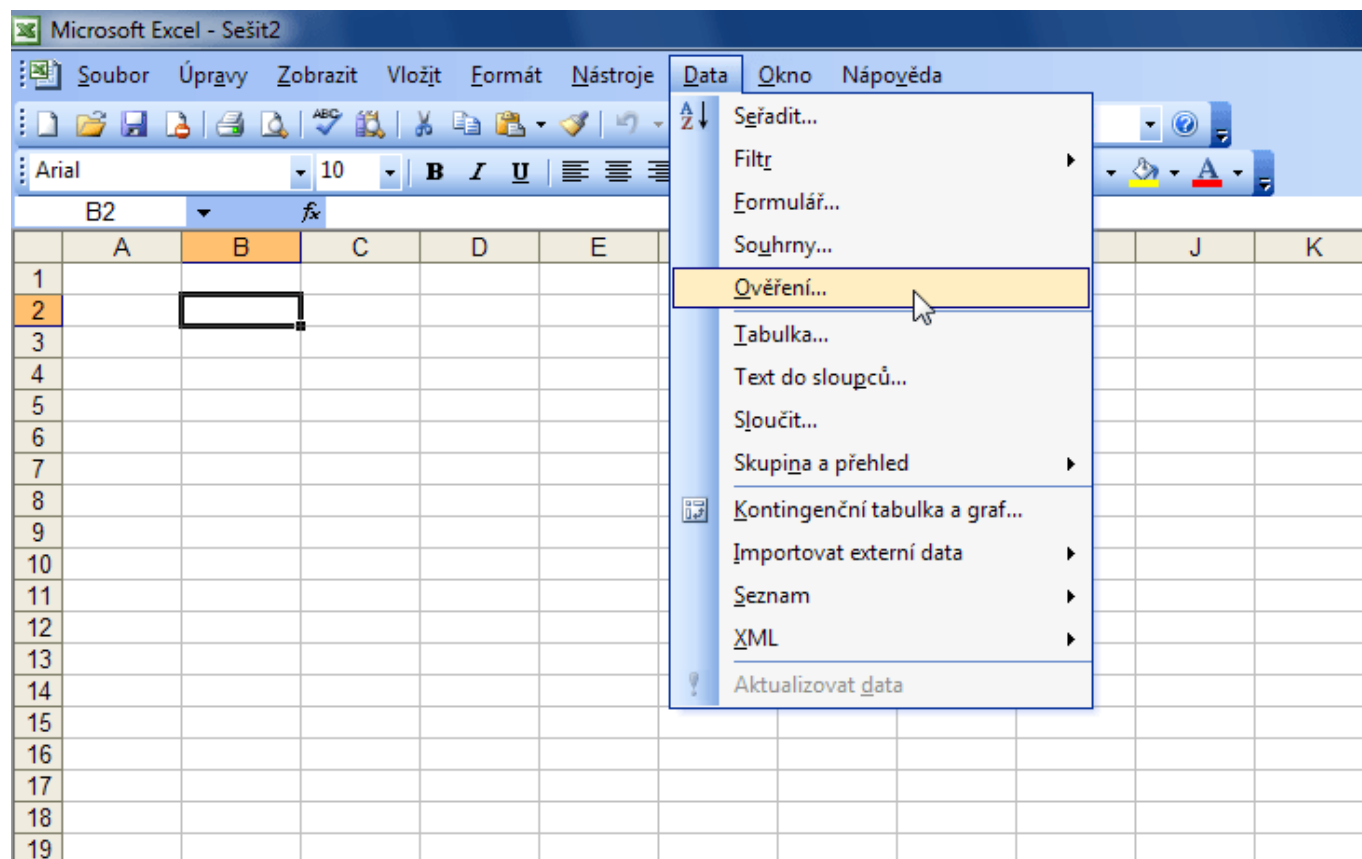 Microsoft Excel - Sešit2
Soubor Úpravy Zobrazit Vložit Formát Nástroje Data Okno Nápověda
Arial 10 B I U A
B2 fx
A B C D E J K
Seřadit...
Filtr
Formulář...
Souhrny...
Ověření...
Tabulka...
Text do sloupců...
Sloučit...
Skupina a přehled
Kontingenční tabulka a graf...
Importovat externí data
Seznam
XML
Aktualizovat data
1
2
3
4
5
6
7
8
9
10
11
12
13
14
15
16
17
18
19